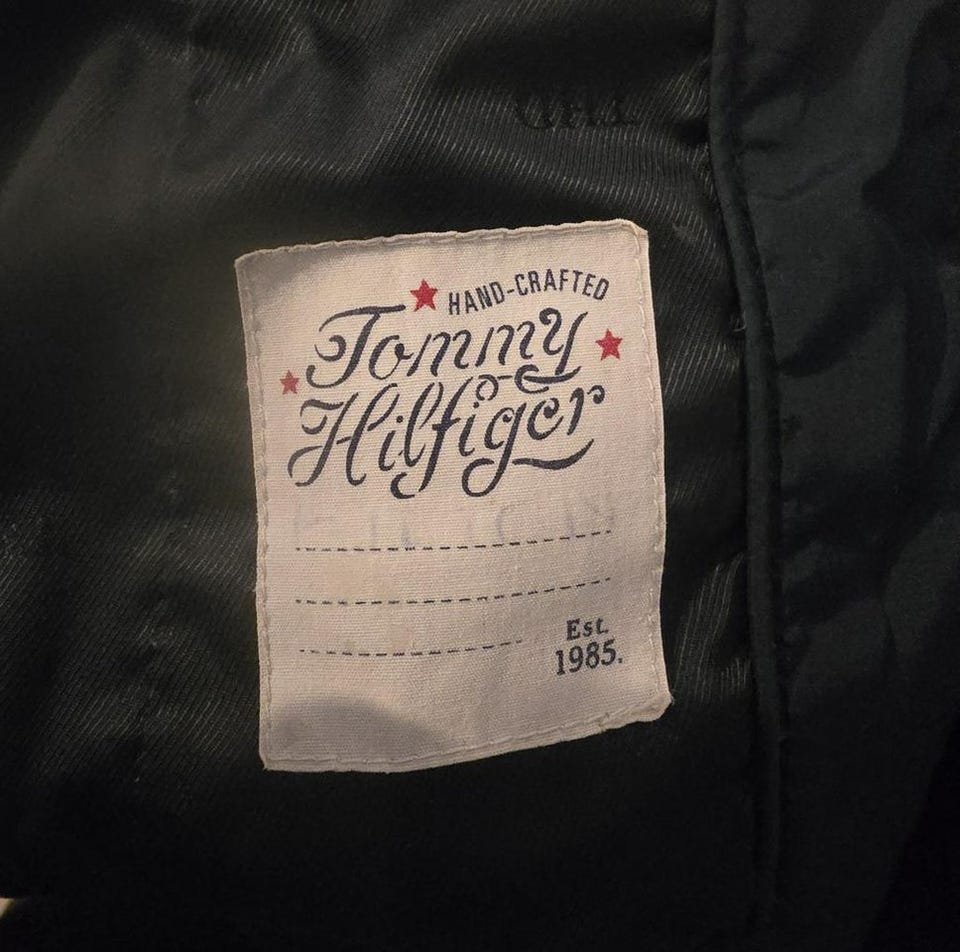 HAND-CRAFTED
Tommy
Hilfiger
Est.
1985.